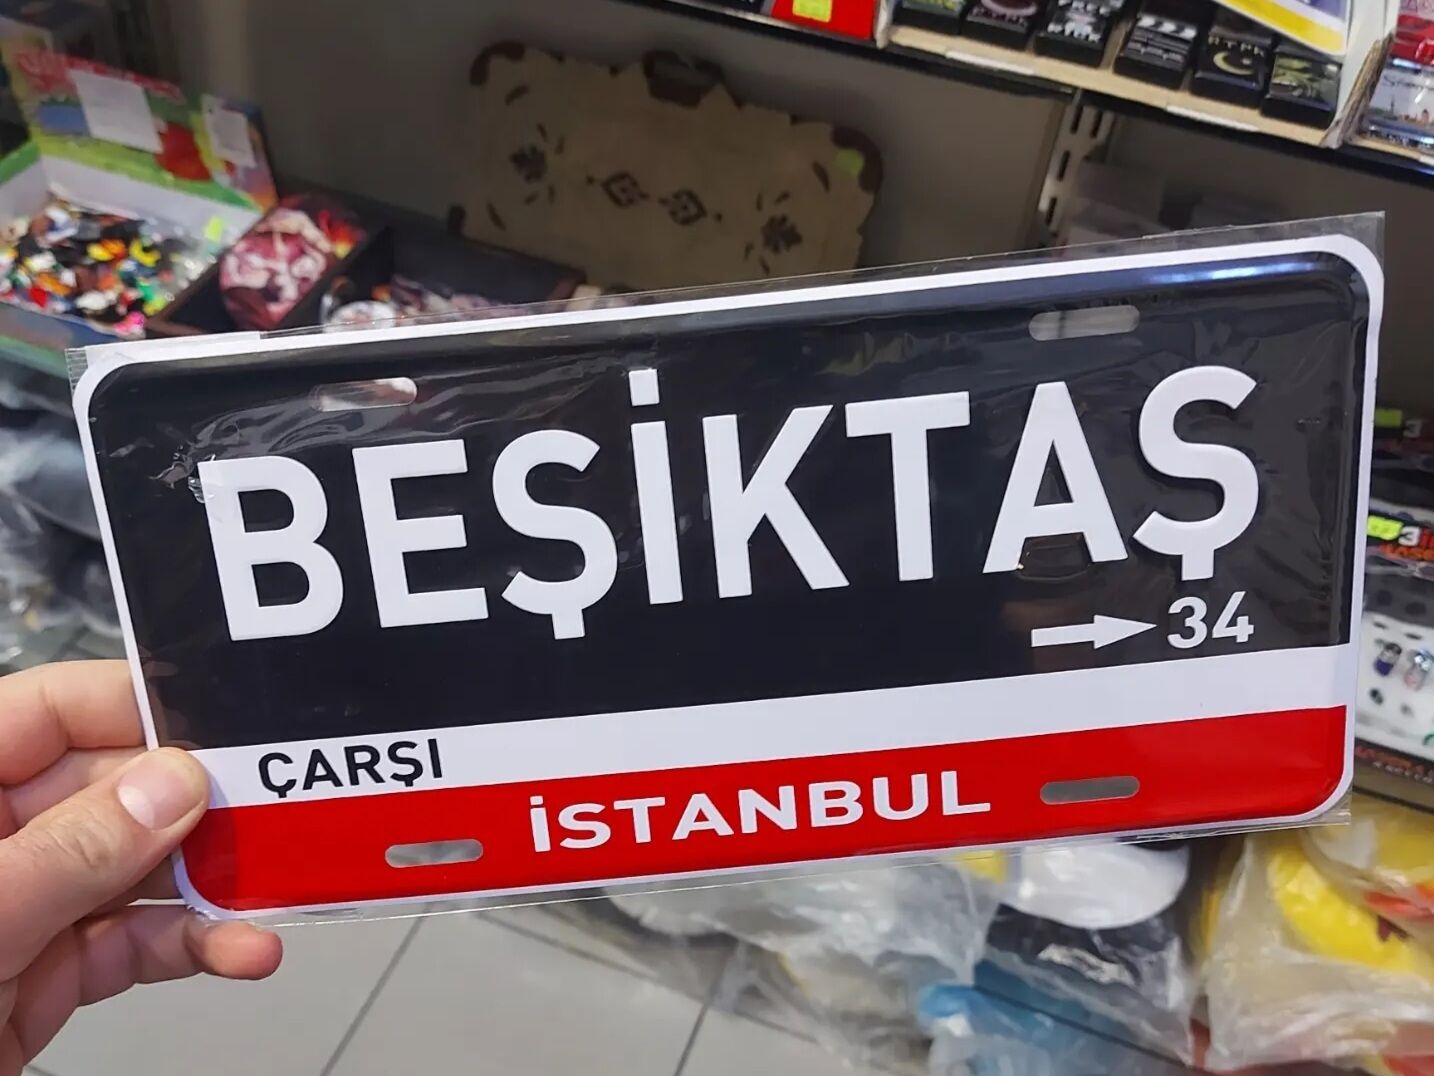 BEŞİKTAŞ
34
ÇARŞI
İSTANBUL